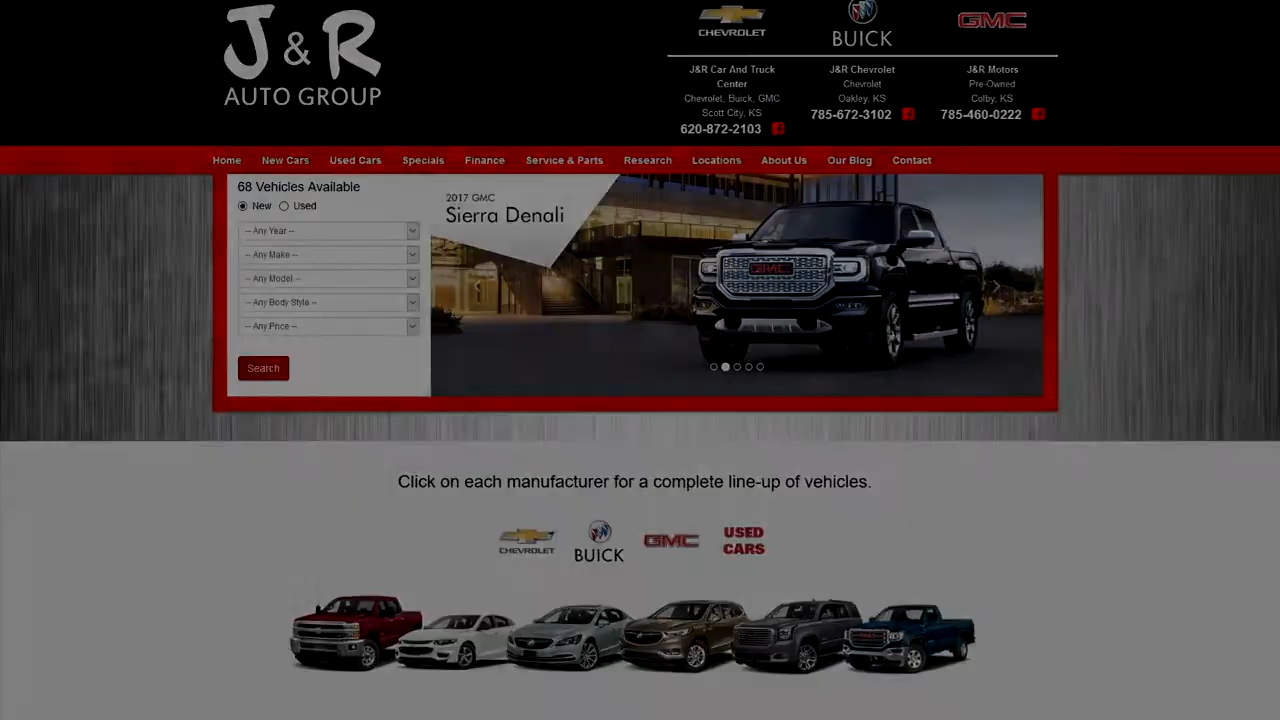 J & R
AUTO GROUP
CHEVROLET
BUICK
GMC
J&R Car And Truck
Center
Chevrolet, Buick, GMC
Scott City, KS
620-872-2103
J&R Chevrolet
Chevrolet
Oakley, KS
785-672-3102
J&R Motors
Pre-Owned
Colby, KS
785-460-0222
Home New Cars Used Cars Specials Finance Service & Parts Research Locations About Us Our Blog Contact
68 Vehicles Available
New Used
-- Any Year --
-- Any Make --
-- Any Model --
-- Any Body Style --
-- Any Price --
Search
2017 GMC
Sierra Denali
GMC
Click on each manufacturer for a complete line-up of vehicles.
CHEVROLET
BUICK
GMC
USED
CARS